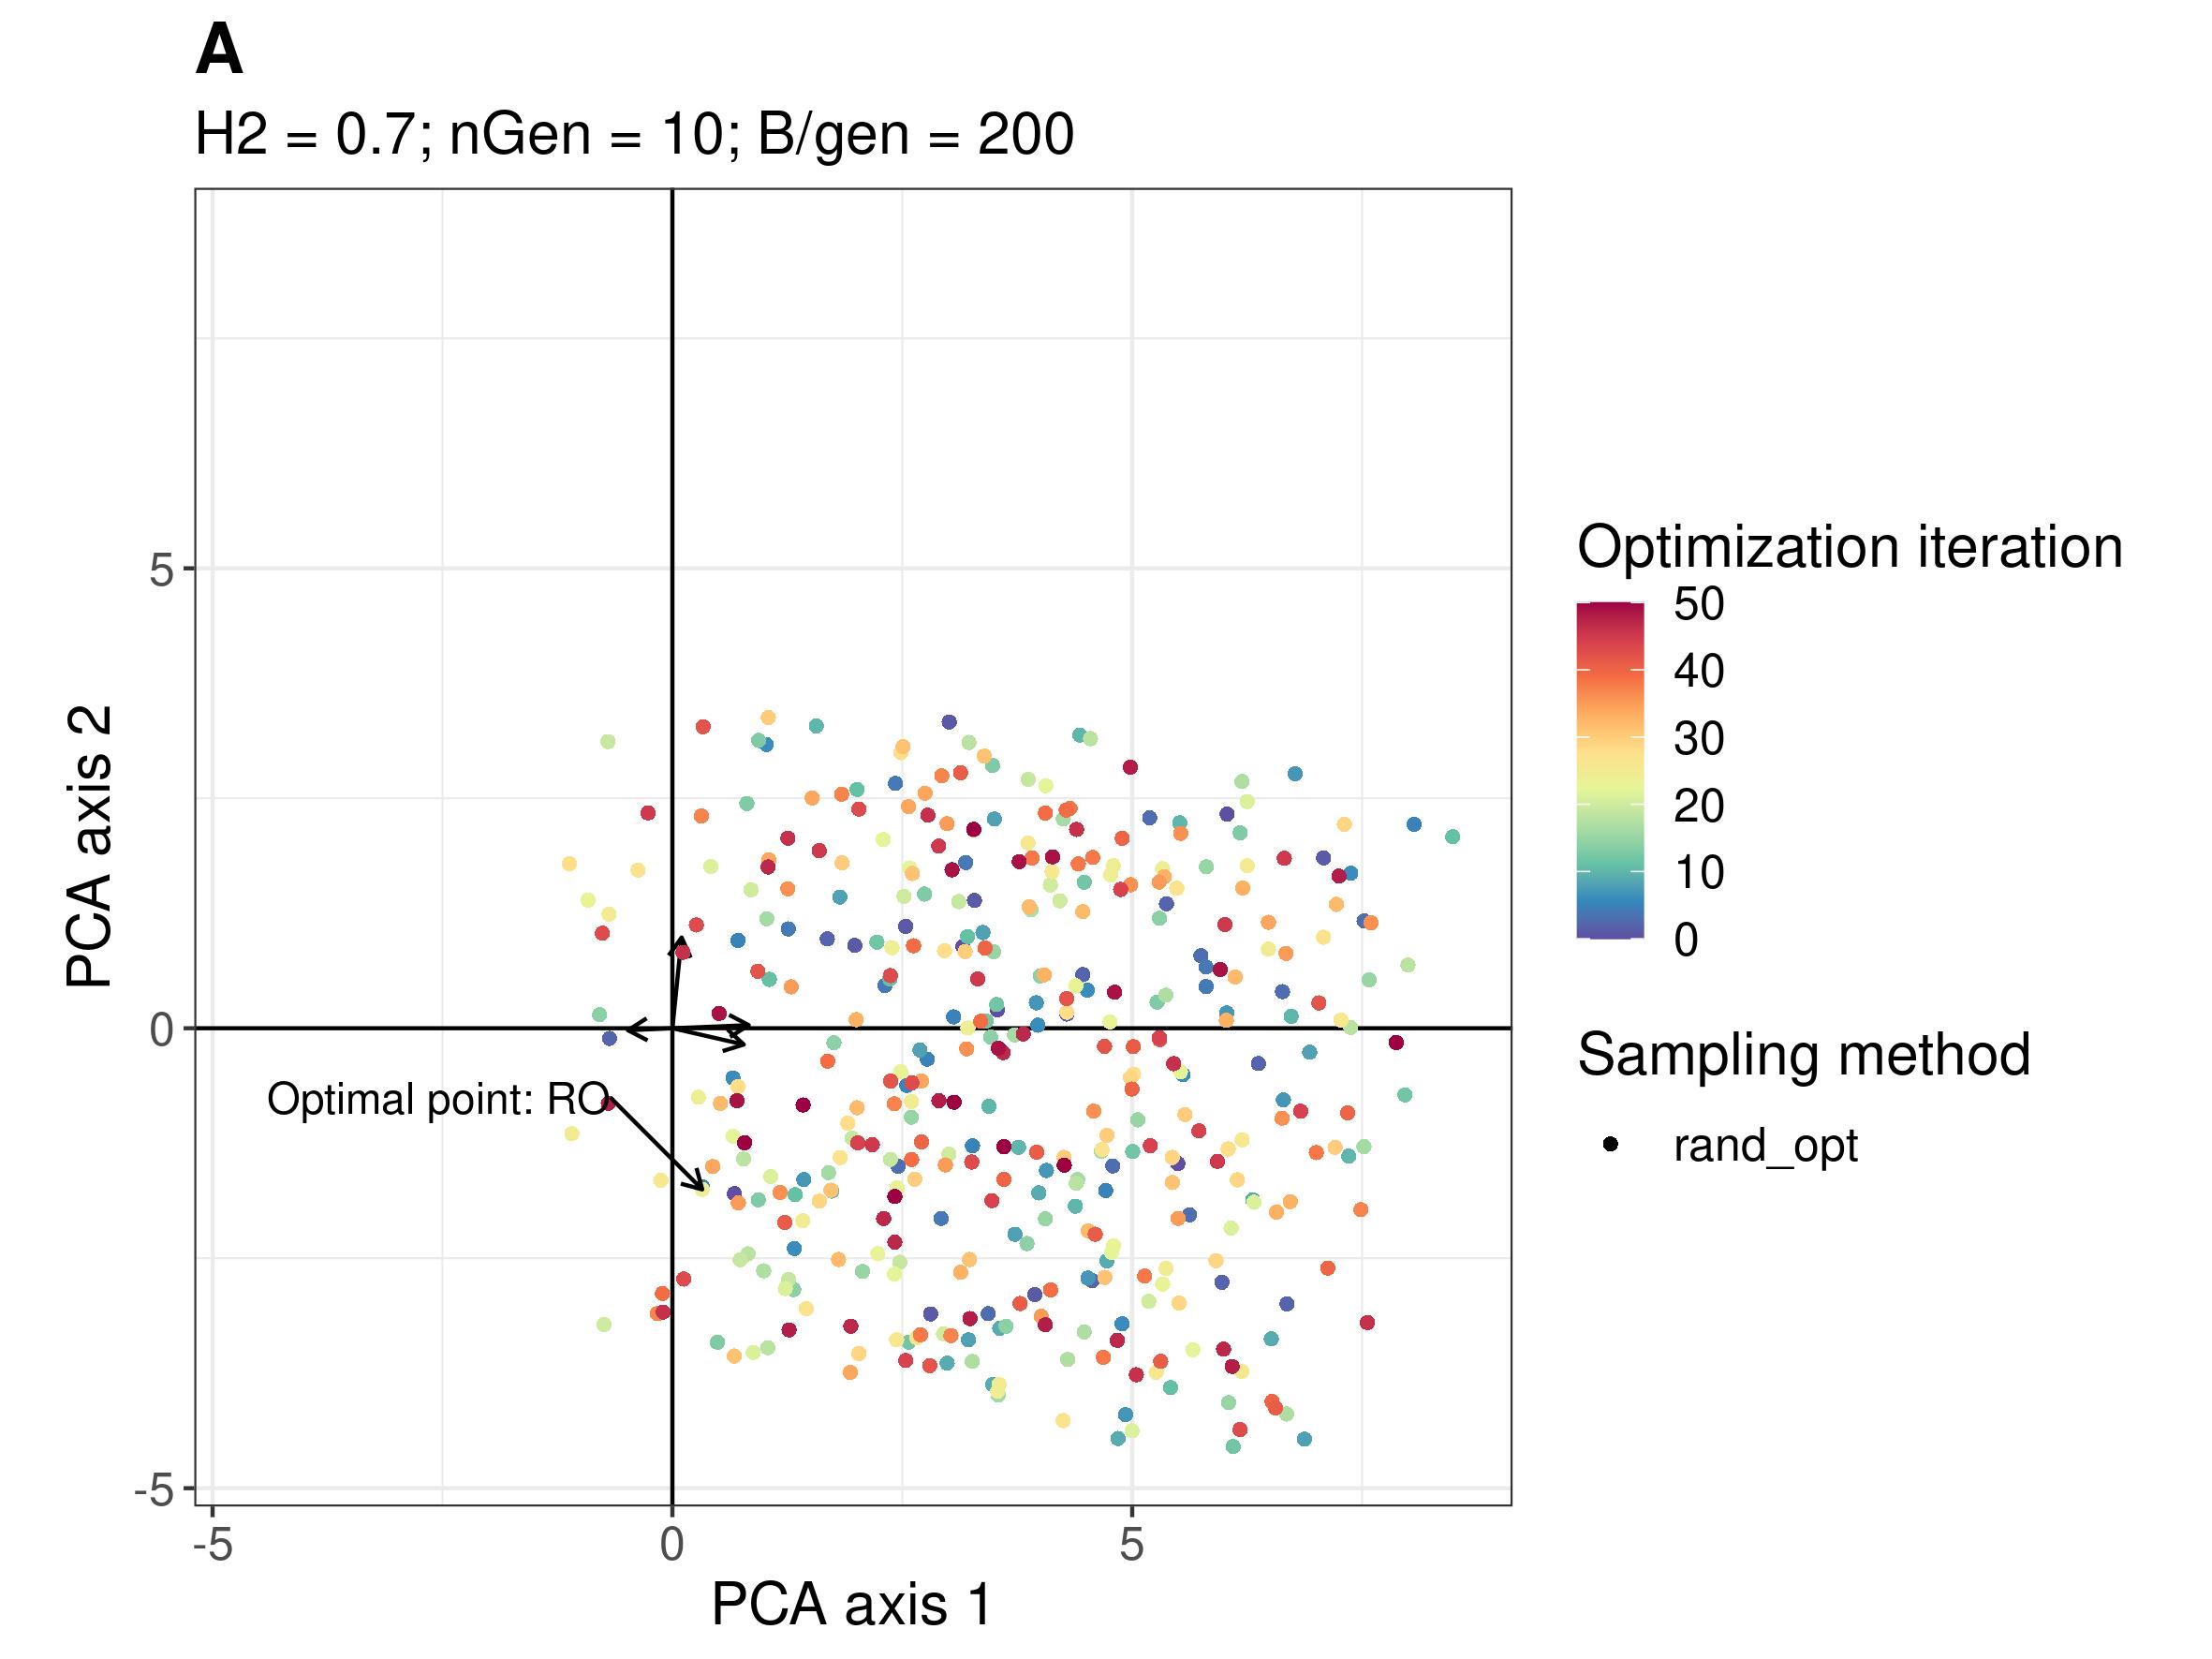 A
H2 = 0.7; nGen = 10; B/gen = 200
PCA axis 2
5
0
-5
-5
0
5
PCA axis 1
Optimal point: RO
Optimization iteration
50
40
30
20
10
0
Sampling method
rand_opt